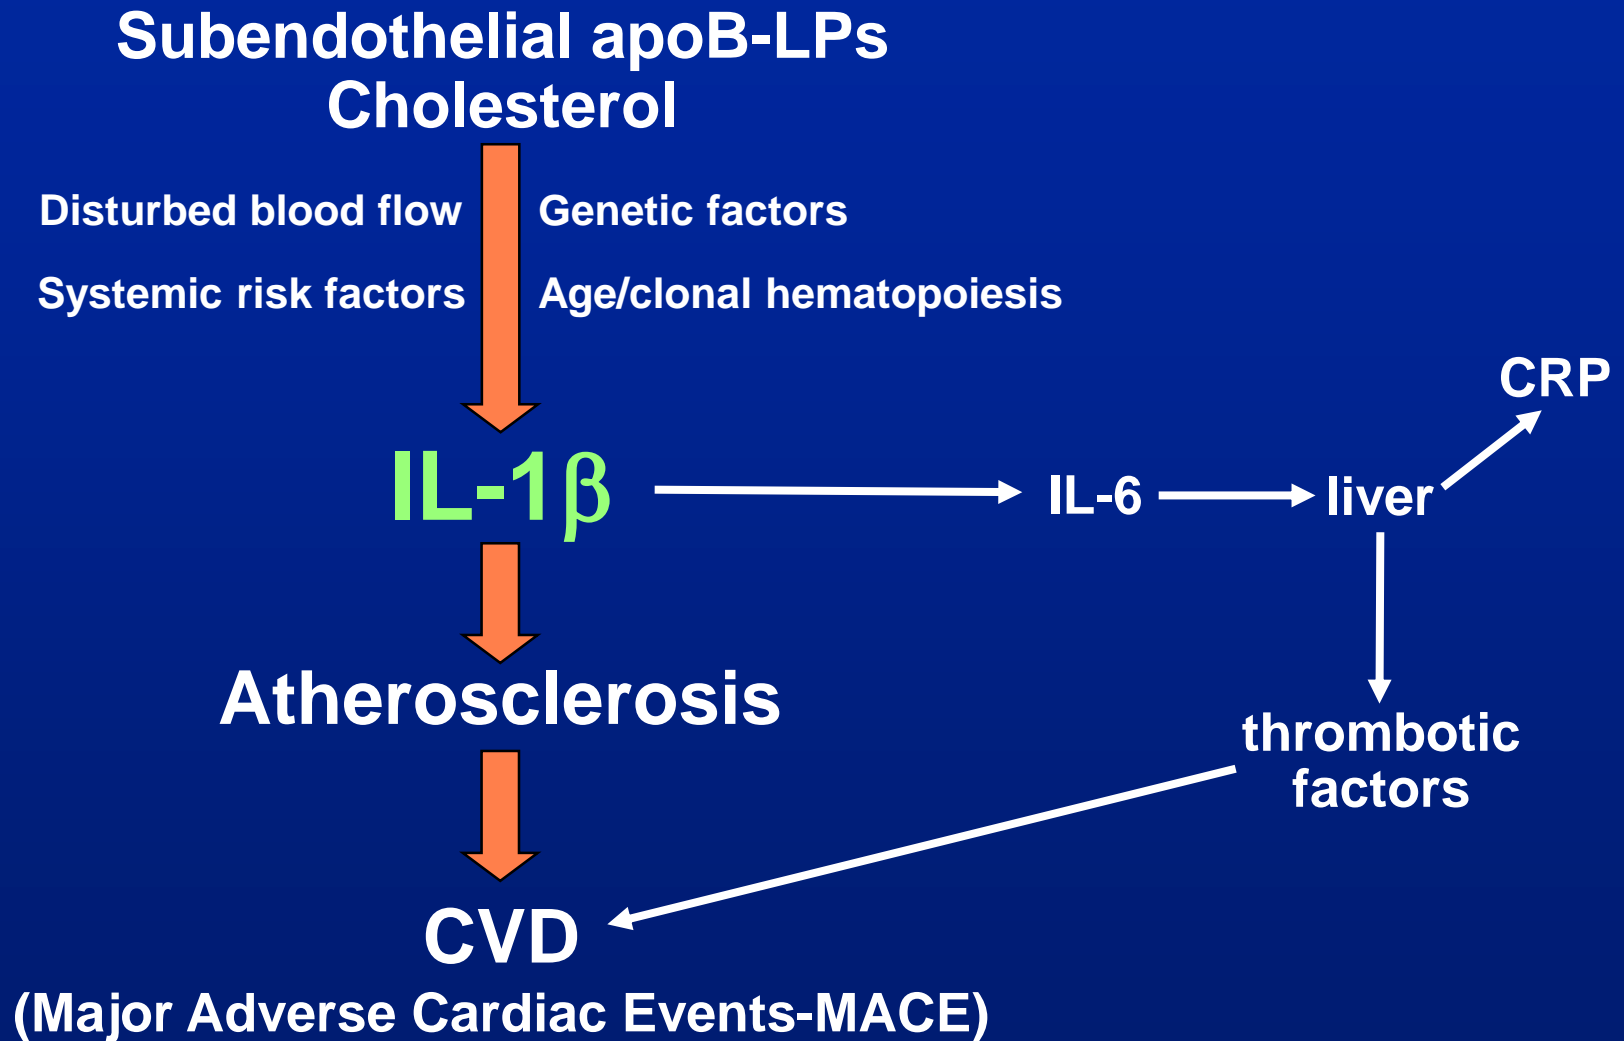 Subendothelial apoB-LPs
Cholesterol
Disturbed blood flow
Genetic factors
Systemic risk factors
Age/clonal hematopoiesis
CRP
IL-1β
IL-6
liver
Atherosclerosis
thrombotic
factors
CVD
(Major Adverse Cardiac Events-MACE)